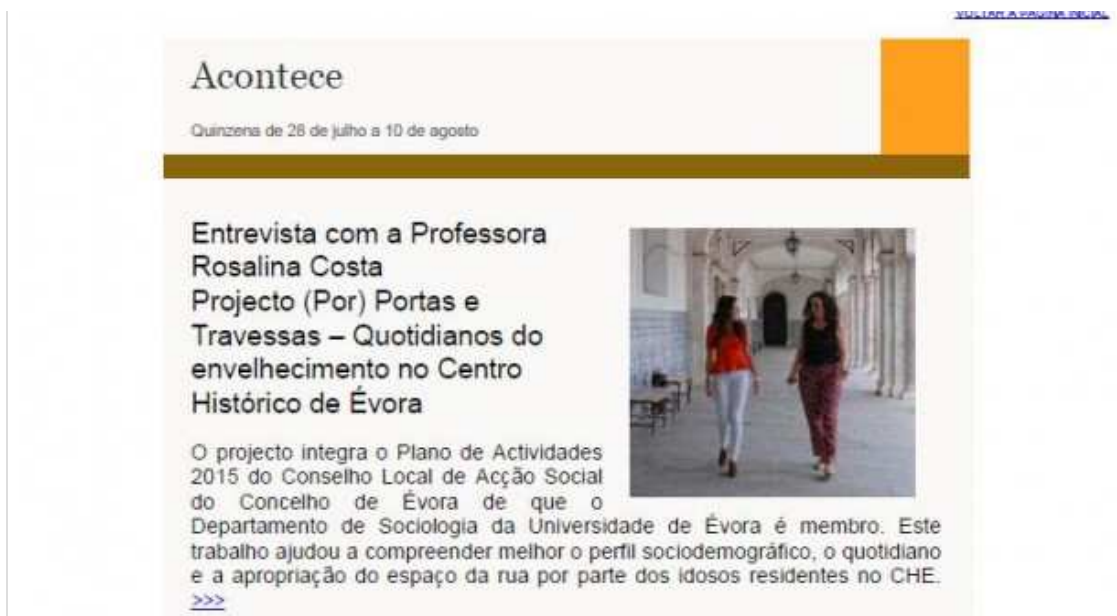 VOLTAR À PÁGINA INICIAL
Acontece
Quinzena de 28 de julho a 10 de agosto
Entrevista com a Professora
Rosalina Costa
Projecto (Por) Portas e
Travessas – Quotidianos do
envelhecimento no Centro
Histórico de Évora
O projecto integra o Plano de Actividades
2015 do Conselho Local de Acção Social
do Concelho de Évora de que o
Departamento de Sociologia da Universidade de Évora é membro. Este
trabalho ajudou a compreender melhor o perfil sociodemográfico, o quotidiano
e a apropriação do espaço da rua por parte dos idosos residentes no CHE.
>>>